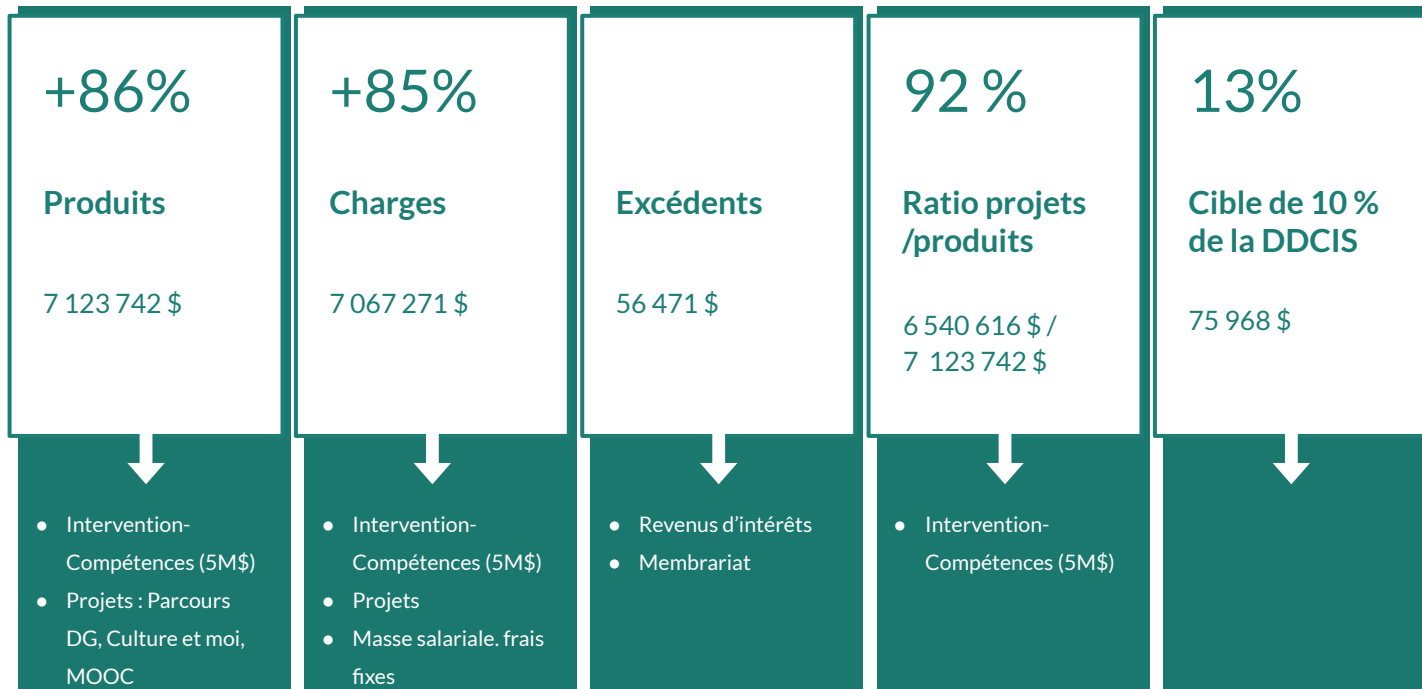 +86%
Produits
7 123 742 $
● Intervention-
Compétences (5M$)
● Projets : Parcours
DG, Culture et moi,
MOOC
+85%
Charges
7 067 271 $
● Intervention-
Compétences (5M$)
● Projets
● Masse salariale. frais
fixes
Excédents
56 471 $
● Revenus d’intérêts
● Membrariat
92 %
Ratio projets
/produits
6 540 616 $ /
7 123 742 $
● Intervention-
Compétences (5M$)
13%
Cible de 10 %
de la DDCIS
75 968 $